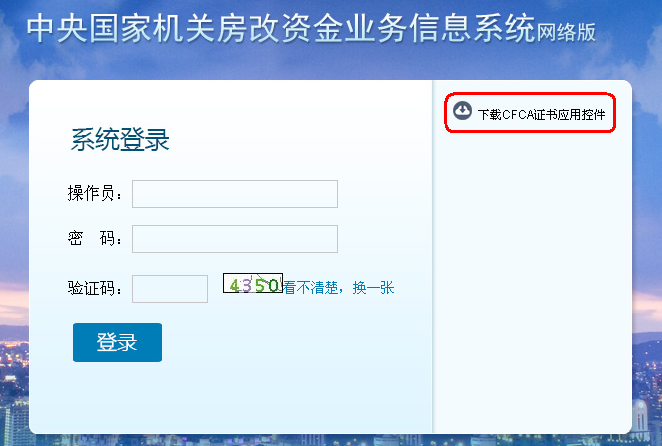 中央国家机关房改资金业务信息系统网络版
下载CFCA证书应用控件
系统登录
操作员：
密 码：
验证码： 4350 看不清楚，换一张
登录